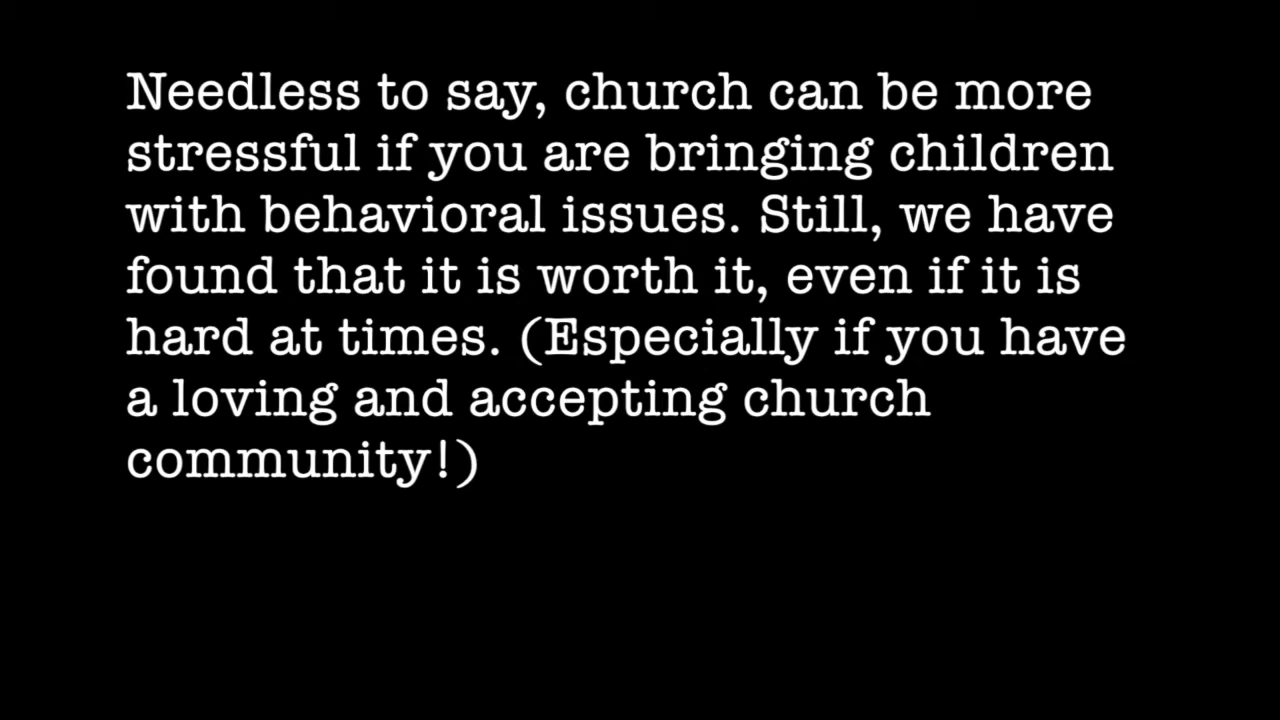 Needless to say, church can be more
stressful if you are bringing children
with behavioral issues. Still, we have
found that it is worth it, even if it is
hard at times. (Especially if you have
a loving and accepting church
community!)